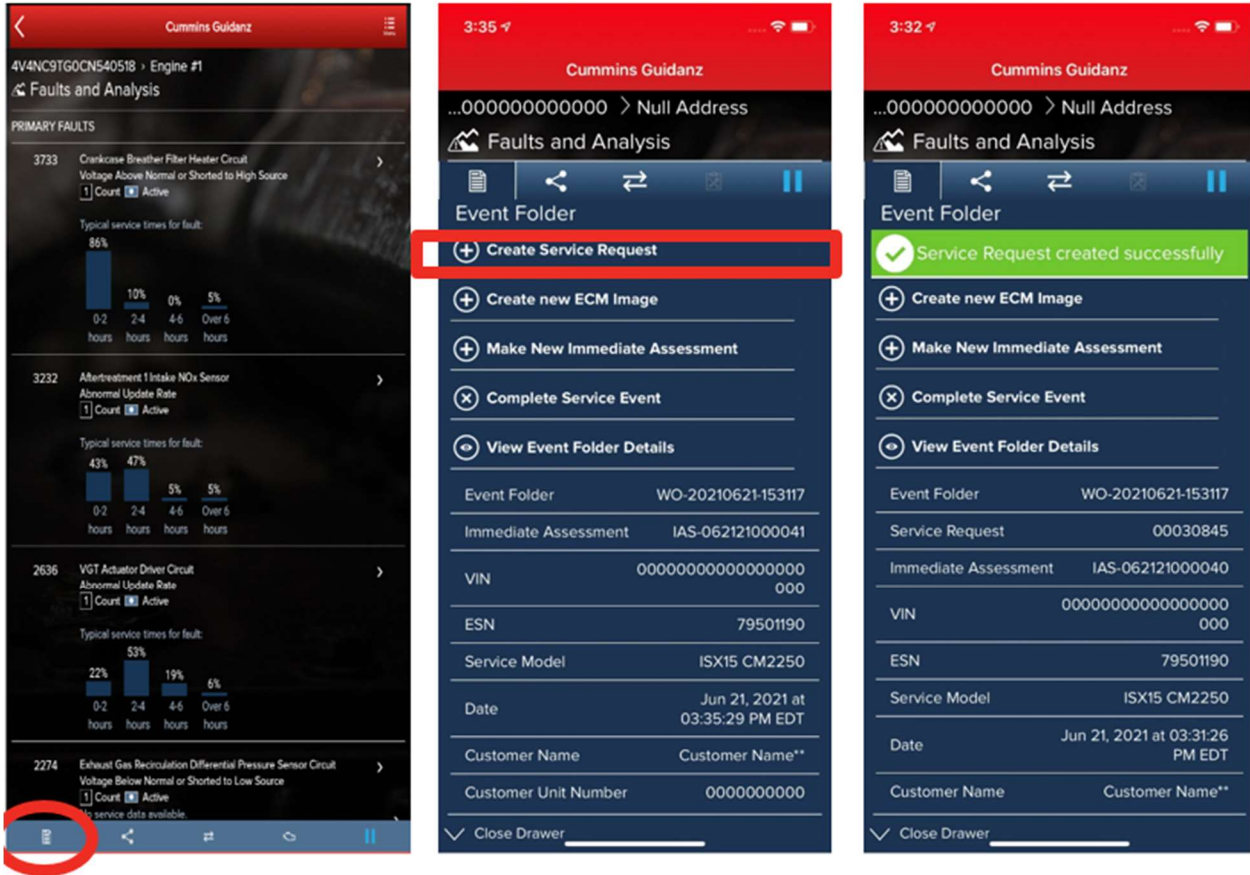 Cummins Guidanz
Menu
4V4NC9TG0CN540518 > Engine #1
Faults and Analysis
PRIMARY FAULTS
3733 Crankcase Breather Filter Heater Circuit
Voltage Above Normal or Shorted to High Source
1 Count Active
Typical service times for fault:
86% 10% 0% 5%
0-2 2-4 4-6 Over 6
hours hours hours hours
3232 Aftertreatment 1 Intake NOx Sensor
Abnormal Update Rate
1 Count Active
Typical service times for fault:
43% 47% 5% 5%
0-2 2-4 4-6 Over 6
hours hours hours hours
2636 VGT Actuator Driver Circuit
Abnormal Update Rate
1 Count Active
Typical service times for fault:
22% 53% 19% 6%
0-2 2-4 4-6 Over 6
hours hours hours hours
2274 Exhaust Gas Recirculation Differential Pressure Sensor Circuit
Voltage Below Normal or Shorted to Low Source
1 Count Active
No service data available.
3:35
Cummins Guidanz
...000000000000 > Null Address
Faults and Analysis
Event Folder
Create Service Request
Create new ECM Image
Make New Immediate Assessment
Complete Service Event
View Event Folder Details
Event Folder WO-20210621-153117
Immediate Assessment IAS-062121000041
VIN 00000000000000000
000
ESN 79501190
Service Model ISX15 CM2250
Date Jun 21, 2021 at
03:35:29 PM EDT
Customer Name Customer Name**
Customer Unit Number 0000000000
Close Drawer
3:32
Cummins Guidanz
...000000000000 > Null Address
Faults and Analysis
Event Folder
Service Request created successfully
Create new ECM Image
Make New Immediate Assessment
Complete Service Event
View Event Folder Details
Event Folder WO-20210621-153117
Service Request 00030845
Immediate Assessment IAS-062121000040
VIN 00000000000000000
000
ESN 79501190
Service Model ISX15 CM2250
Date Jun 21, 2021 at 03:31:26
PM EDT
Customer Name Customer Name**
Close Drawer